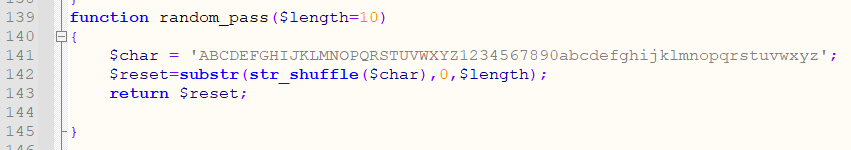 139 function random_pass($length=10)
140 {
141 $char = 'ABCDEFGHIJKLMNOPQRSTUVWXYZ1234567890abcdefghijklmnopqrstuvwxyz';
142 $reset=substr(str_shuffle($char),0,$length);
143 return $reset;
144
145 }